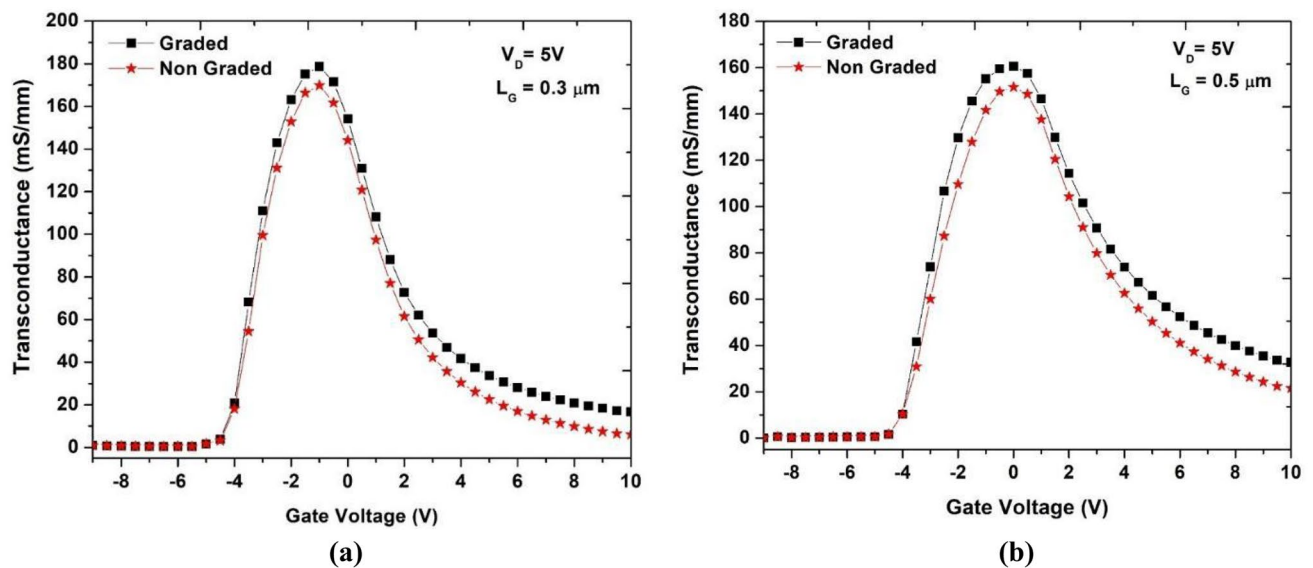 200
180
160
140
120
100
80
60
40
20
0
Transconductance (mS/mm)
Graded
Non Graded
V_D = 5V
L_G = 0.3 μm
-8 -6 -4 -2 0 2 4 6 8 10
Gate Voltage (V)
(a)
180
160
140
120
100
80
60
40
20
0
Transconductance (mS/mm)
Graded
Non Graded
V_D = 5V
L_G = 0.5 μm
-8 -6 -4 -2 0 2 4 6 8 10
Gate Voltage (V)
(b)